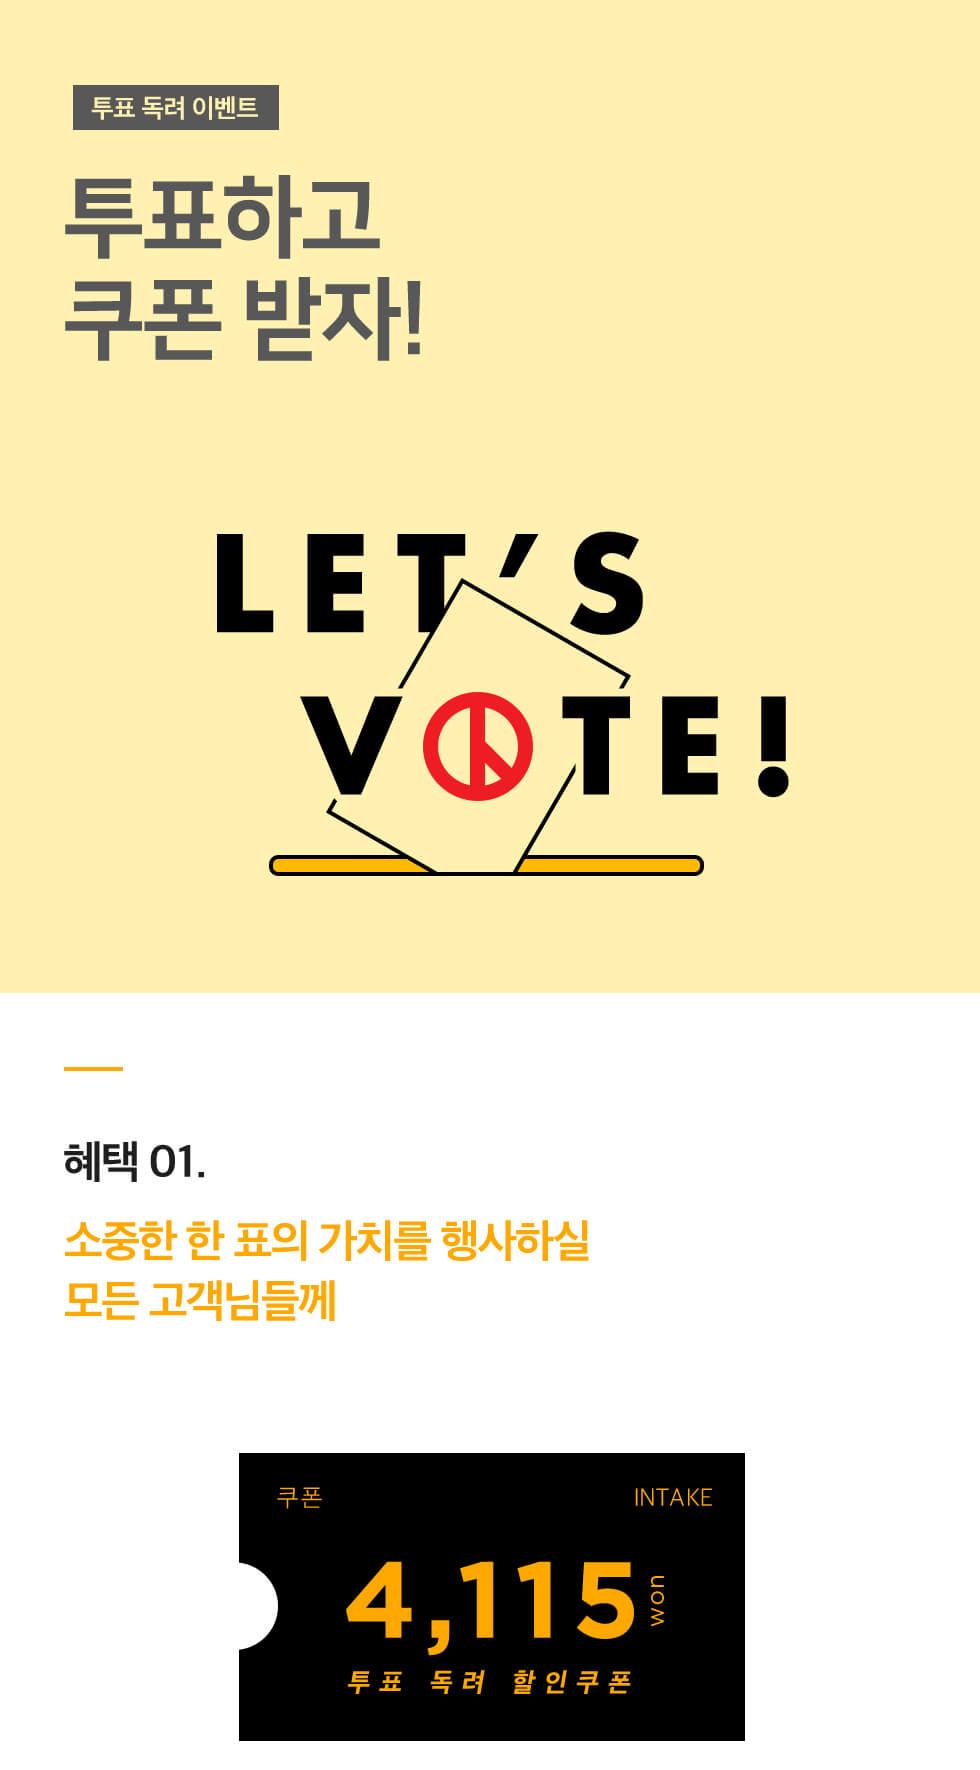 투표 독려 이벤트
투표하고
쿠폰 받자!
LET'S
VOTE!
혜택 01.
소중한 한 표의 가치를 행사하실
모든 고객님들께
쿠폰
INTAKE
4,115 won
투표 독려 할인쿠폰